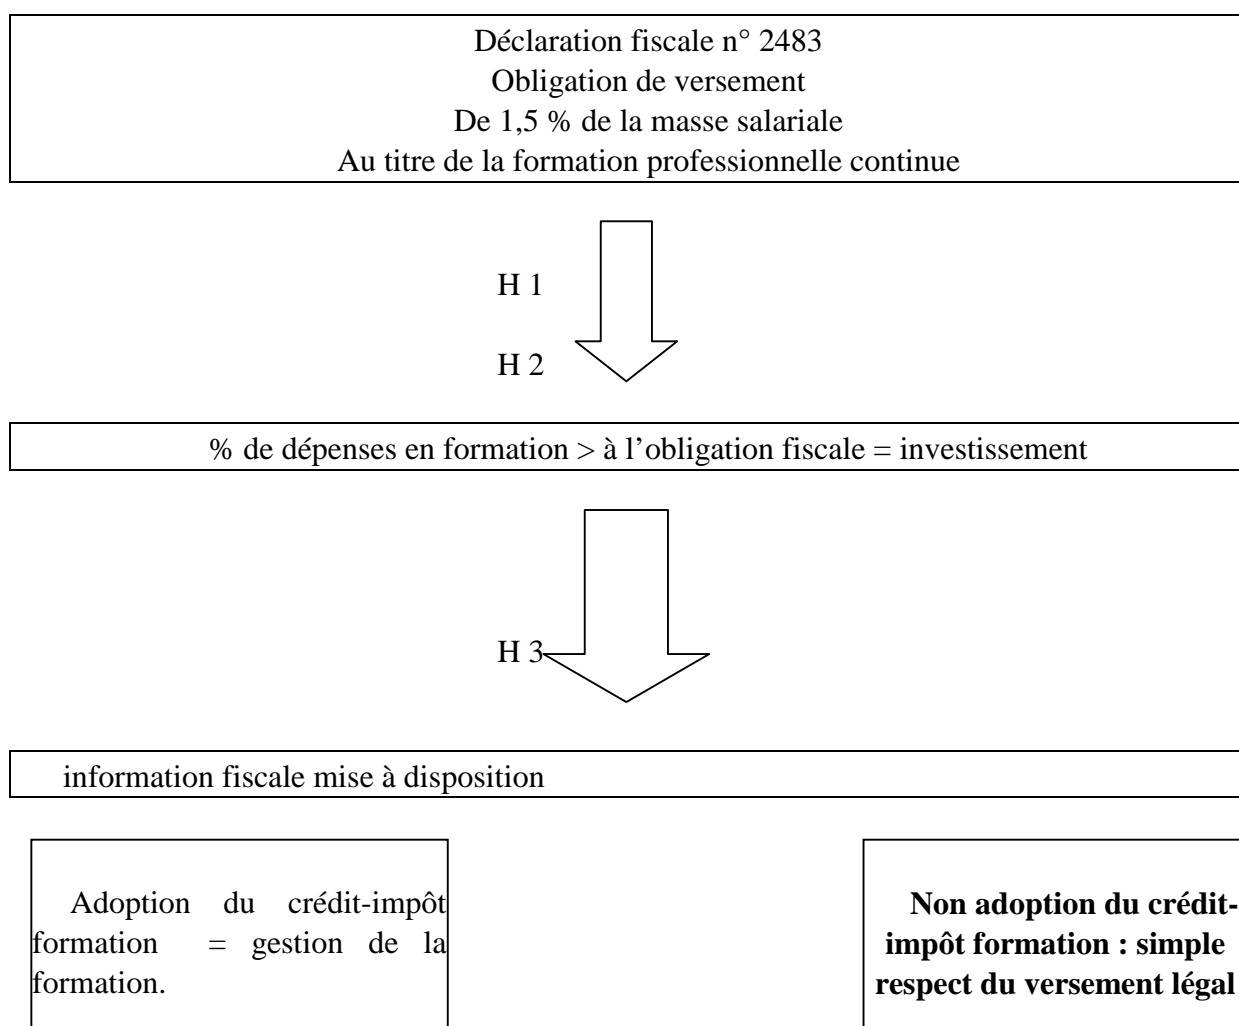 Déclaration fiscale n° 2483
Obligation de versement
De 1,5 % de la masse salariale
Au titre de la formation professionnelle continue
H 1
H 2
% de dépenses en formation > à l’obligation fiscale = investissement
H 3
information fiscale mise à disposition
Adoption du crédit-impôt
formation = gestion de la
formation.
Non adoption du crédit-
impôt formation : simple
respect du versement légal